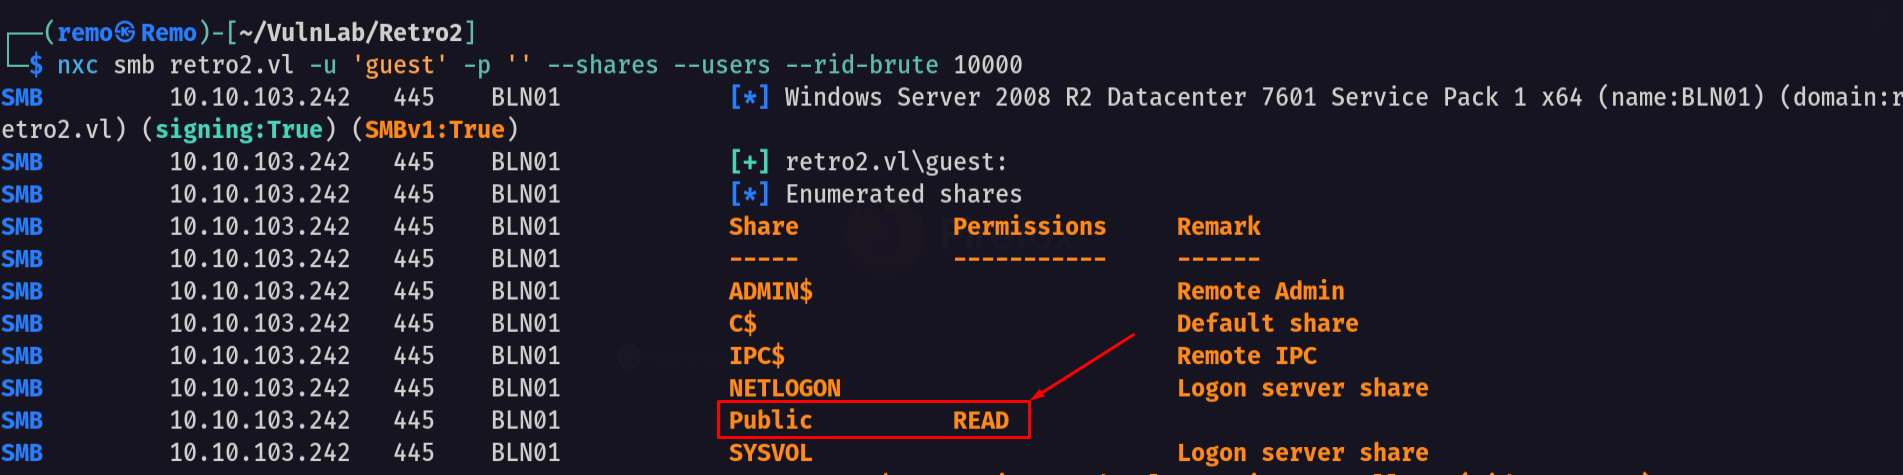 ┌──(remo㉿Remo)-[~/VulnLab/Retro2]
└─$ nxc smb retro2.vl -u 'guest' -p '' --shares --users --rid-brute 10000
SMB 10.10.103.242 445 BLN01 [*] Windows Server 2008 R2 Datacenter 7601 Service Pack 1 x64 (name:BLN01) (domain:r
etro2.vl) (signing:True) (SMBv1:True)
SMB 10.10.103.242 445 BLN01 [+] retro2.vl\guest:
SMB 10.10.103.242 445 BLN01 [*] Enumerated shares
SMB 10.10.103.242 445 BLN01 Share Permissions Remark
SMB 10.10.103.242 445 BLN01 ----- ----------- ------
SMB 10.10.103.242 445 BLN01 ADMIN$ Remote Admin
SMB 10.10.103.242 445 BLN01 C$ Default share
SMB 10.10.103.242 445 BLN01 IPC$ Remote IPC
SMB 10.10.103.242 445 BLN01 NETLOGON Logon server share
SMB 10.10.103.242 445 BLN01 Public READ
SMB 10.10.103.242 445 BLN01 SYSVOL Logon server share